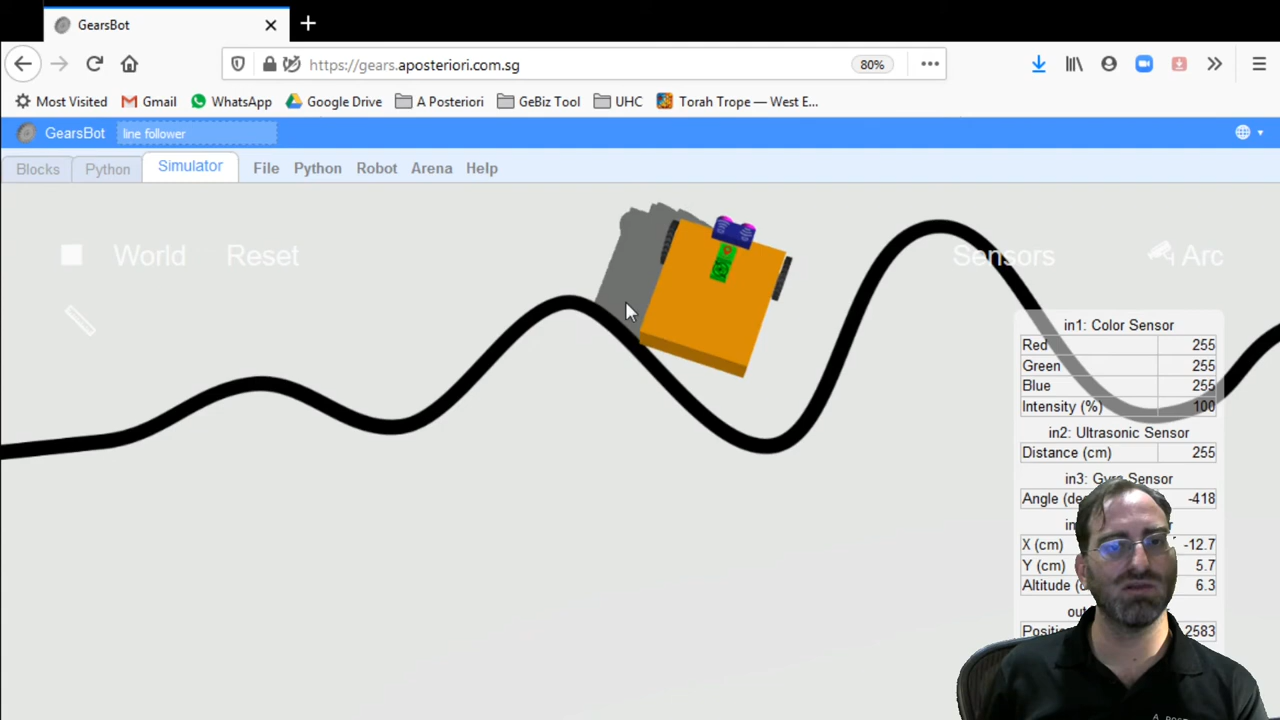 GearsBot
https://gears.aposteriori.com.sg
80%
Most Visited
Gmail
WhatsApp
Google Drive
A Posteriori
GeBiz Tool
UHC
Torah Trope — West E...
GearsBot
line follower
Blocks
Python
Simulator
File
Python
Robot
Arena
Help
World
Reset
Sensors
Arc
in1: Color Sensor
Red 255
Green 255
Blue 255
Intensity (%) 100
in2: Ultrasonic Sensor
Distance (cm) 255
in3: Gyro Sensor
Angle -418
X (cm) -12.7
Y (cm) 5.7
Altitude 6.3
2583